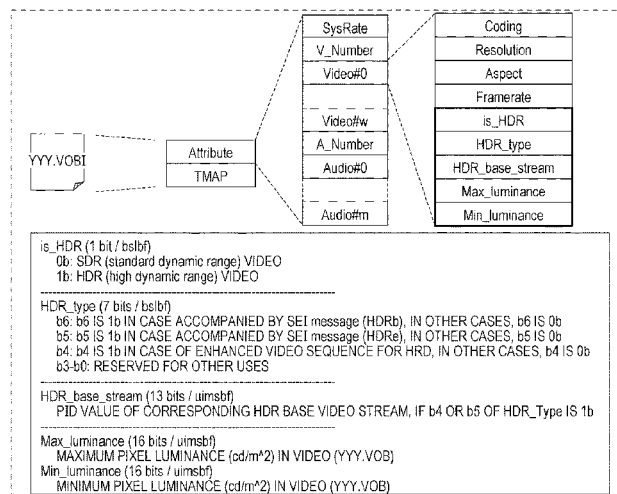 SysRate
V_Number
Video#0
Video#w
A_Number
Audio#0
Audio#m
Coding
Resolution
Aspect
Framerate
is_HDR
HDR_type
HDR_base_stream
Max_luminance
Min_luminance
YYY.VOBI
Attribute
TMAP
is_HDR (1 bit / bslbf)
0b: SDR (standard dynamic range) VIDEO
1b: HDR (high dynamic range) VIDEO
HDR_type (7 bits / bslbf)
b6: b6 IS 1b IN CASE ACCOMPANIED BY SEI message (HDRb), IN OTHER CASES, b6 IS 0b
b5: b5 IS 1b IN CASE ACCOMPANIED BY SEI message (HDRe), IN OTHER CASES, b5 IS 0b
b4: b4 IS 1b IN CASE OF ENHANCED VIDEO SEQUENCE FOR HRD, IN OTHER CASES, b4 IS 0b
b3-b0: RESERVED FOR OTHER USES
HDR_base_stream (13 bits / uimsbf)
PID VALUE OF CORRESPONDING HDR BASE VIDEO STREAM, IF b4 OR b5 OF HDR_Type IS 1b
Max_luminance (16 bits / uimsbf)
MAXIMUM PIXEL LUMINANCE (cd/m^2) IN VIDEO (YYY.VOB)
Min_luminance (16 bits / uimsbf)
MINIMUM PIXEL LUMINANCE (cd/m^2) IN VIDEO (YYY.VOB)